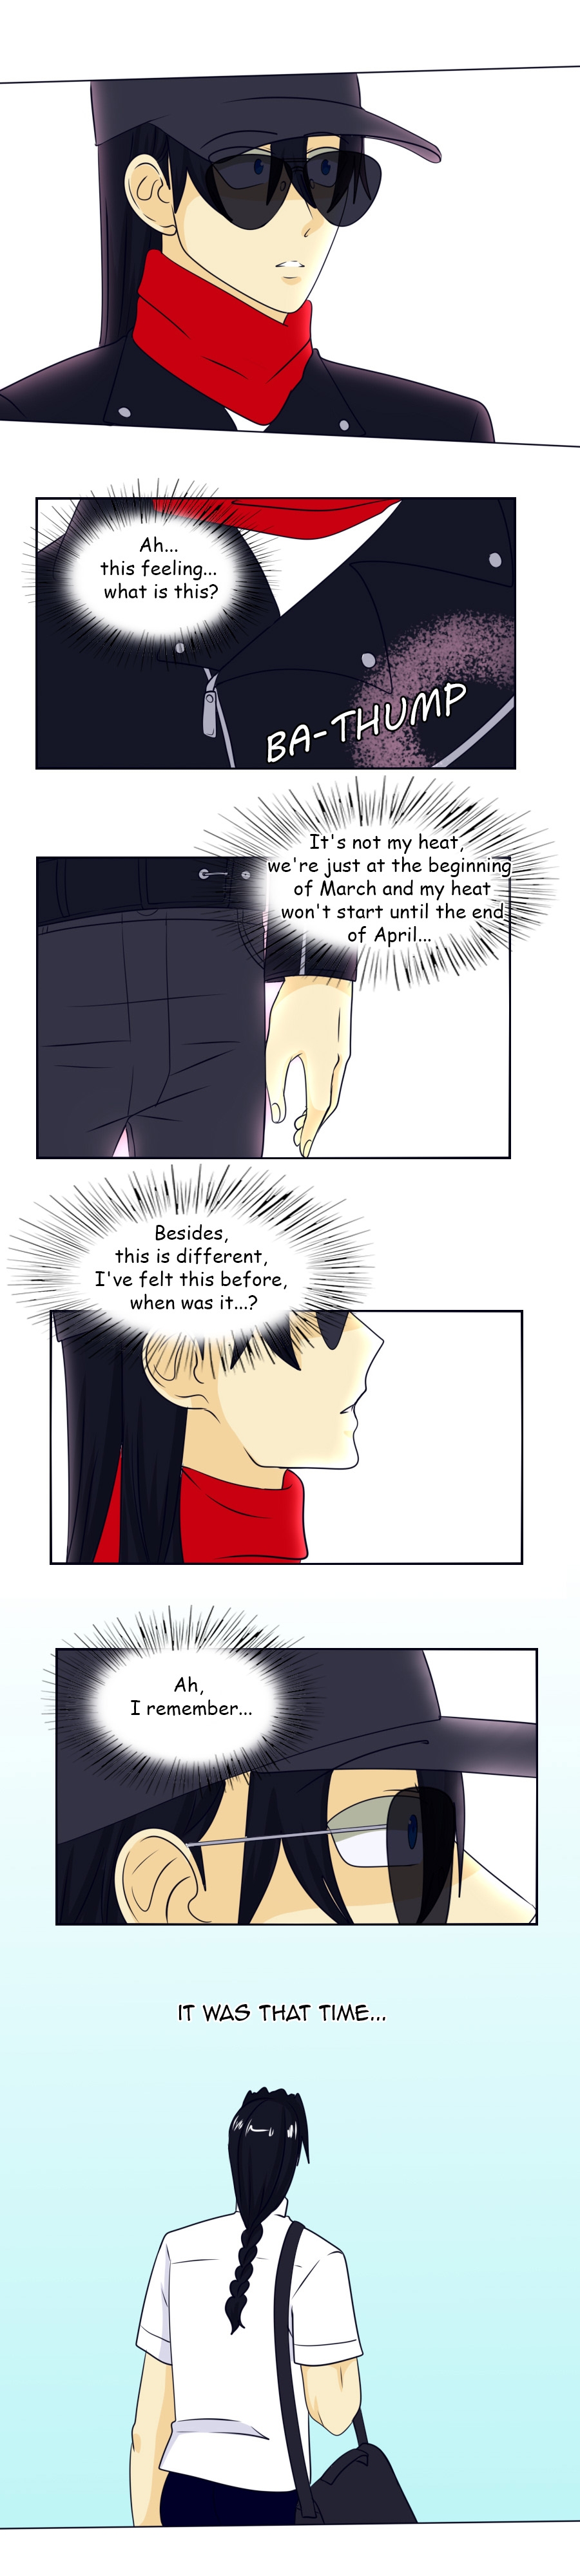 Ah...
this feeling...
what is this?
BA-THUMP
It's not my heat,
we're just at the beginning
of March and my heat
won't start until the end
of April...
Besides,
this is different,
I've felt this before,
when was it...?
Ah,
I remember...
IT WAS THAT TIME...